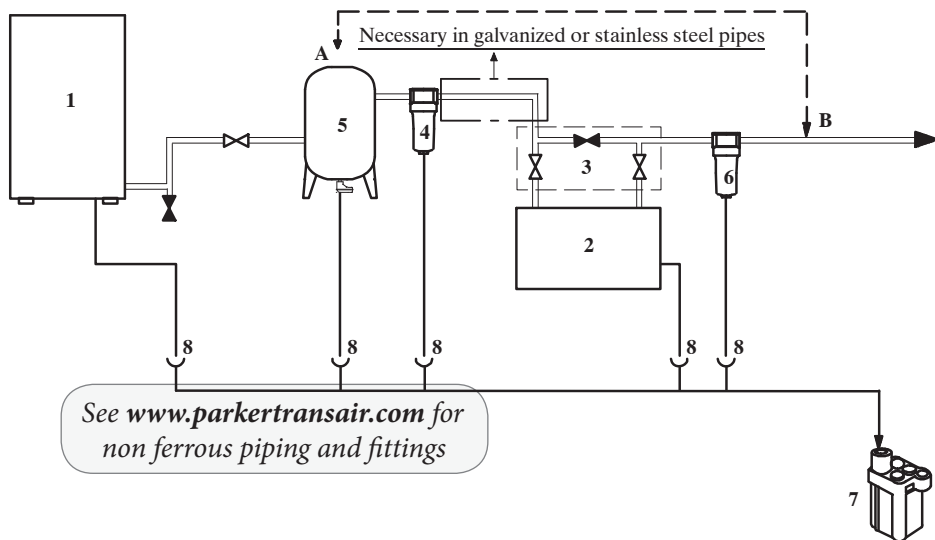 Necessary in galvanized or stainless steel pipes
A
B
1
5
4
3
6
2
8
8
8
8
8
See www.parkertransair.com for
non ferrous piping and fittings
7